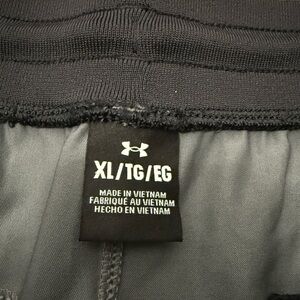 XL/TG/EG
MADE IN VIETNAM
FABRIQUÉ AU VIETNAM
HECHO EN VIETNAM